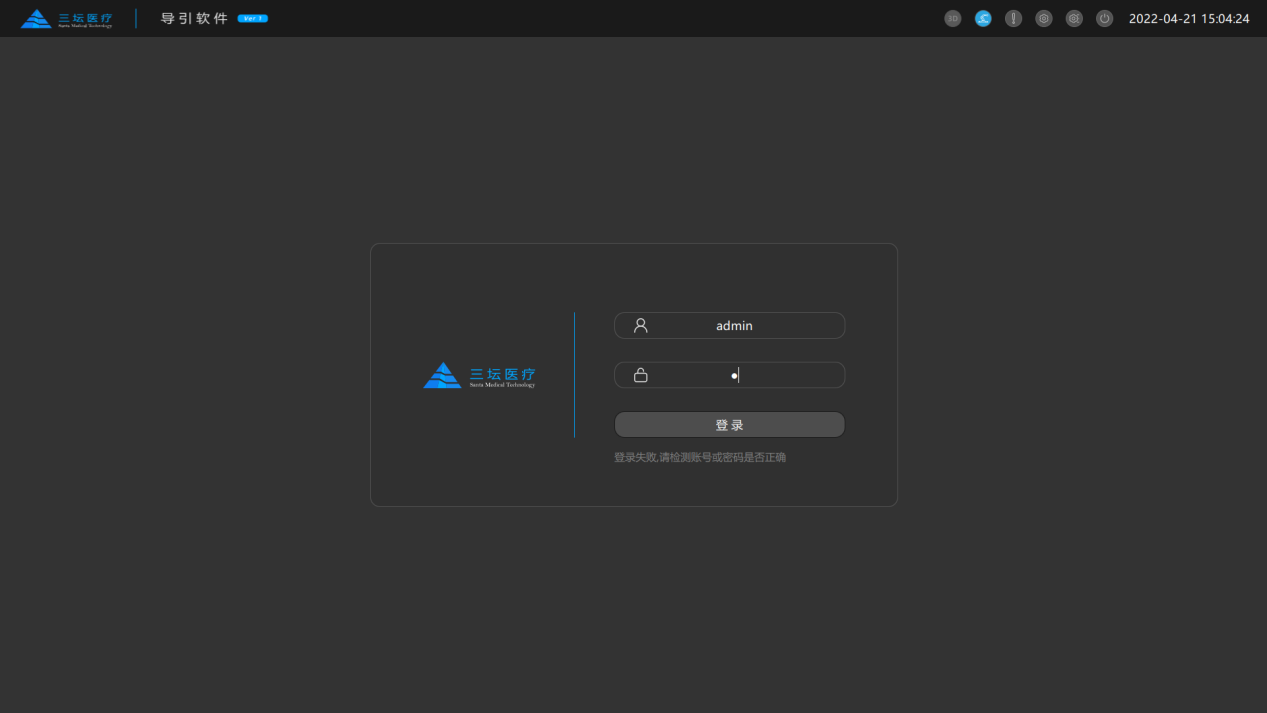 三坛医疗
Santa Medical Technology
导引软件 Ver 1
3D
2022-04-21 15:04:24
admin
三坛医疗
Santa Medical Technology
登录
登录失败,请检测账号或密码是否正确